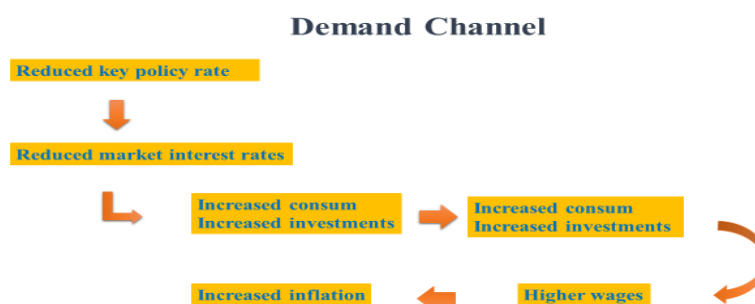 Demand Channel
Reduced key policy rate
Reduced market interest rates
Increased consum
Increased investments
Increased consum
Increased investments
Higher wages
Increased inflation